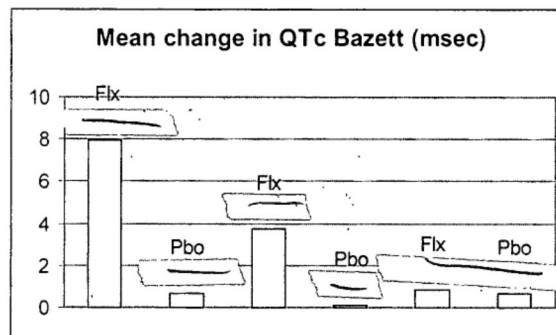 Mean change in QTc Bazett (msec)
10
Flx
8
6
Flx
4
Pbo
Pbo
Flx
Pbo
2
0